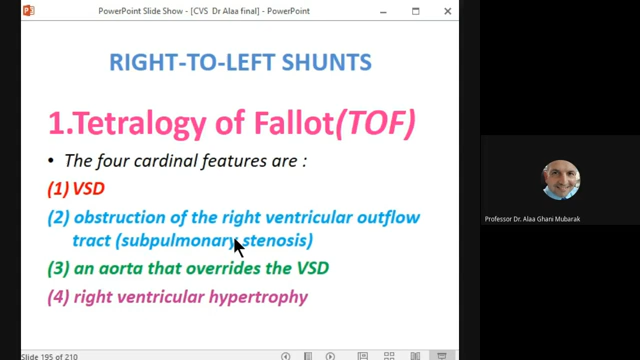 PowerPoint Slide Show - [CVS Dr Alaa final] - PowerPoint
RIGHT-TO-LEFT SHUNTS
1.Tetralogy of Fallot(TOF)
• The four cardinal features are :
(1) VSD
(2) obstruction of the right ventricular outflow
tract (subpulmonary stenosis)
(3) an aorta that overrides the VSD
(4) right ventricular hypertrophy
Professor Dr. Alaa Ghani Mubarak
Slide 195 of 210